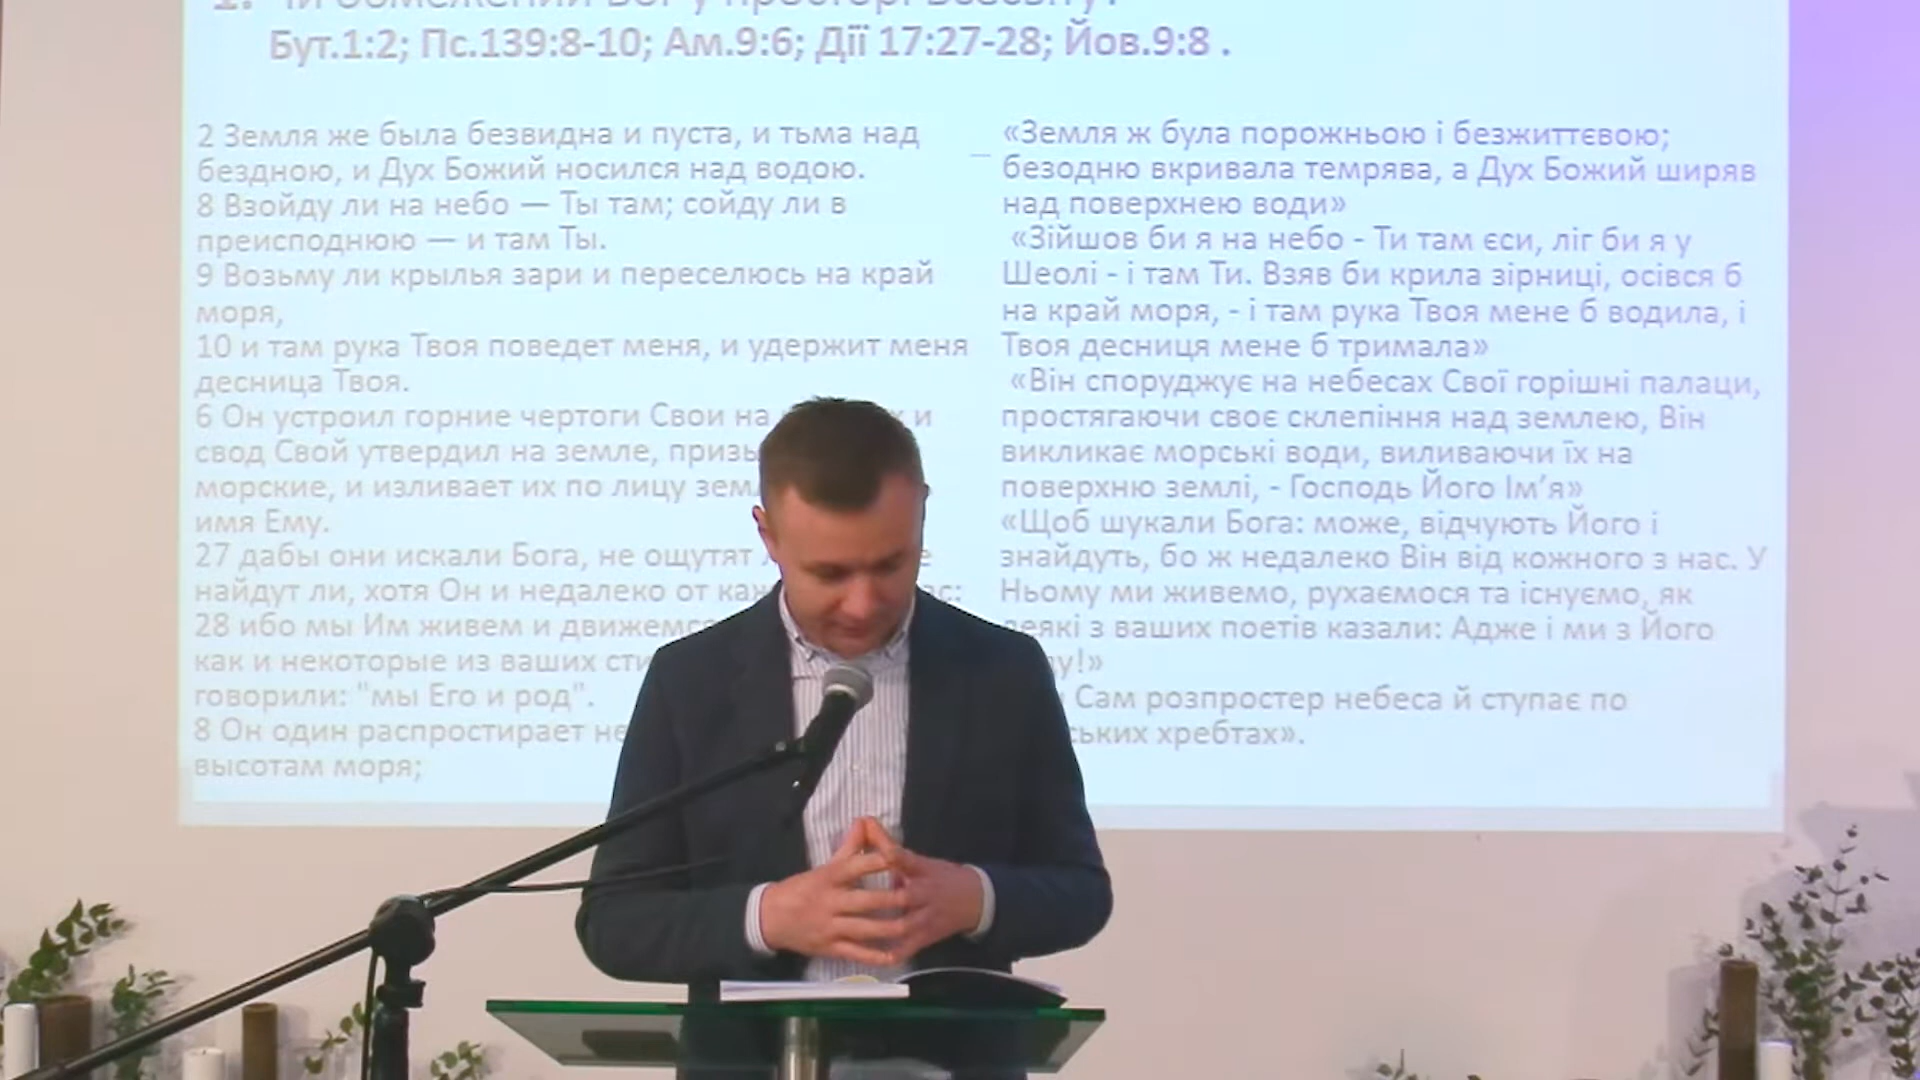 1. Чи обмежений Бог у просторі Всесвіту?
Бут.1:2; Пс.139:8-10; Ам.9:6; Дії 17:27-28; Йов.9:8 .
2 Земля же была безвидна и пуста, и тьма над
бездною, и Дух Божий носился над водою.
8 Взойду ли на небо — Ты там; сойду ли в
преисподнюю — и там Ты.
9 Возьму ли крылья зари и переселюсь на край
моря,
10 и там рука Твоя поведет меня, и удержит меня
десница Твоя.
6 Он устроил горние чертоги Свои на и
свод Свой утвердил на земле,
морские, и изливает их по лицу
имя Ему.
27 дабы они искали Бога, не ощутят
найдут ли, хотя Он и недалеко от
28 ибо мы Им живем и
как и некоторые из ваших
говорили: "мы Его и род".
8 Он один распростирает
высотам моря;
«Земля ж була порожньою і безжиттєвою;
безодню вкривала темрява, а Дух Божий ширяв
над поверхнею води»
«Зійшов би я на небо - Ти там єси, ліг би я у
Шеолі - і там Ти. Взяв би крила зірниці, осівся б
на край моря, - і там рука Твоя мене б водила, і
Твоя десниця мене б тримала»
«Він споруджує на небесах Свої горішні палаци,
простягаючи своє склепіння над землею, Він
викликає морські води, виливаючи їх на
поверхню землі, - Господь Його Ім’я»
«Щоб шукали Бога: може, відчують Його і
знайдуть, бо ж недалеко Він від кожного з нас. У
Ньому ми живемо, рухаємося та існуємо, як
деякі з ваших поетів казали: Адже і ми з Його
Сам розпростер небеса й ступає по
хребтах».